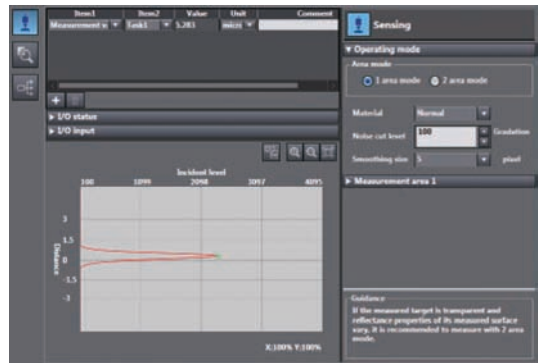 Item1 Item2 Value Unit Comment
Task1 5.283
I/O status
I/O input
Incident level
100 1099 2098 3097 4095
3
1.5
0
-1.5
-3
Distance
X:100% Y:100%
Sensing
Operating mode
Area mode
1 area mode 2 area mode
Material Normal
Noise cut level 100 Gradation
Smoothing size 5 pixel
Measurement area 1
Guidance
If the measured target is transparent and
reflectance properties of its measured surface
vary, it is recommended to measure with 2 area
mode.